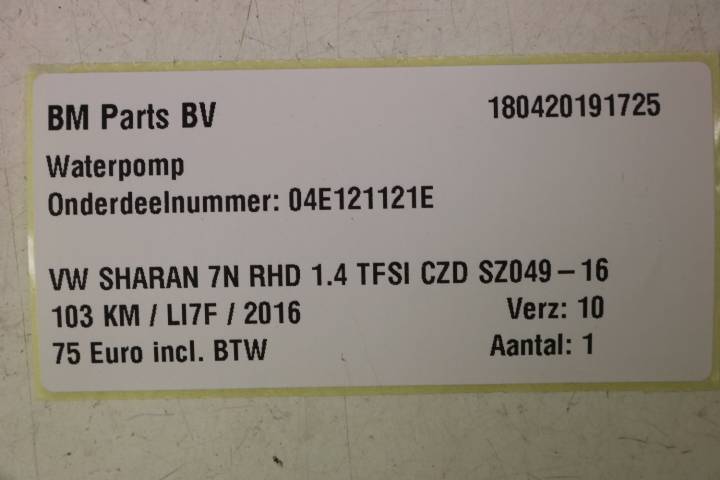 BM Parts BV 180420191725
Waterpomp
Onderdeelnummer: 04E121121E
VW SHARAN 7N RHD 1.4 TFSI CZD SZ049-16
103 KM / LI7F / 2016 Verz: 10
75 Euro incl. BTW Aantal: 1